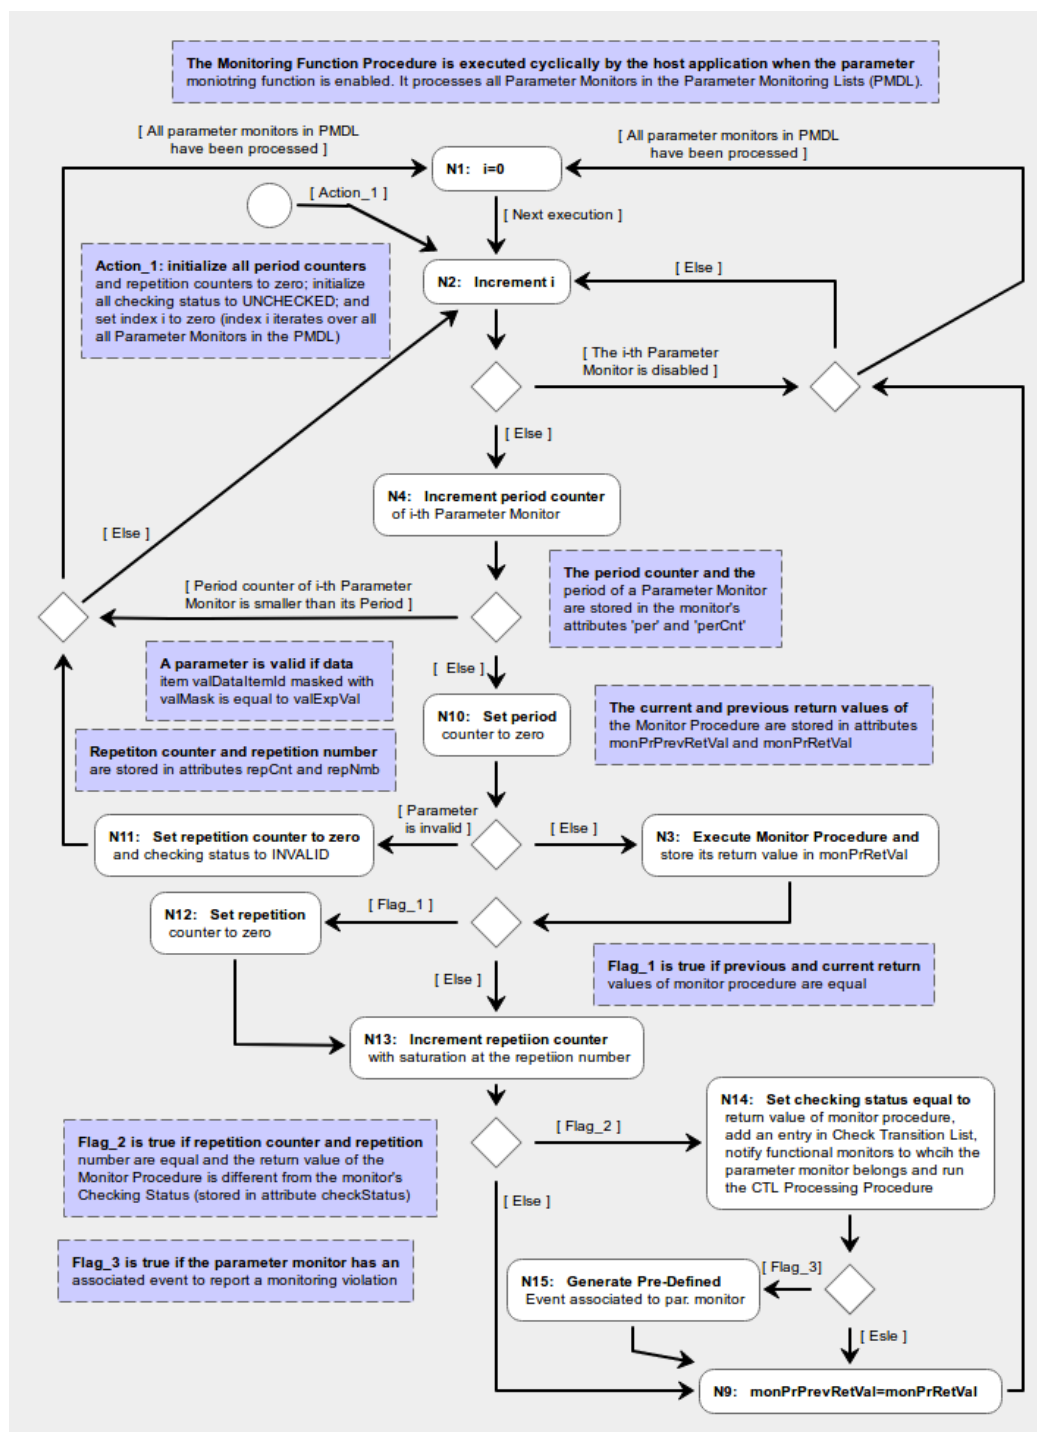 The Monitoring Function Procedure is executed cyclically by the host application when the parameter
moniotring function is enabled. It processes all Parameter Monitors in the Parameter Monitoring Lists (PMDL).
[ All parameter monitors in PMDL
have been processed ]
[ All parameter monitors in PMDL
have been processed ]
N1: i=0
[ Action_1 ]
[ Next execution ]
Action_1: initialize all period counters
and repetition counters to zero; initialize
all checking status to UNCHECKED; and
set index i to zero (index i iterates over all
all Parameter Monitors in the PMDL)
N2: Increment i
[ Else ]
[ The i-th Parameter
Monitor is disabled ]
[ Else ]
N4: Increment period counter
of i-th Parameter Monitor
[ Else ]
[ Period counter of i-th Parameter
Monitor is smaller than its Period ]
The period counter and the
period of a Parameter Monitor
are stored in the monitor's
attributes 'per' and 'perCnt'
A parameter is valid if data
item valDataItemId masked with
valMask is equal to valExpVal
[ Else ]
N10: Set period
counter to zero
The current and previous return values of
the Monitor Procedure are stored in attributes
monPrPrevRetVal and monPrRetVal
Repetiton counter and repetition number
are stored in attributes repCnt and repNmb
[ Parameter
is invalid ]
[ Else ]
N11: Set repetition counter to zero
and checking status to INVALID
N3: Execute Monitor Procedure and
store its return value in monPrRetVal
N12: Set repetition
counter to zero
[ Flag_1 ]
Flag_1 is true if previous and current return
values of monitor procedure are equal
[ Else ]
N13: Increment repetiion counter
with saturation at the repetiion number
Flag_2 is true if repetition counter and repetition
number are equal and the return value of the
Monitor Procedure is different from the monitor's
Checking Status (stored in attribute checkStatus)
[ Flag_2 ]
N14: Set checking status equal to
return value of monitor procedure,
add an entry in Check Transition List,
notify functional monitors to whcih the
parameter monitor belongs and run
the CTL Processing Procedure
[ Else ]
Flag_3 is true if the parameter monitor has an
associated event to report a monitoring violation
N15: Generate Pre-Defined
Event associated to par. monitor
[ Flag_3]
[ Esle ]
N9: monPrPrevRetVal=monPrRetVal